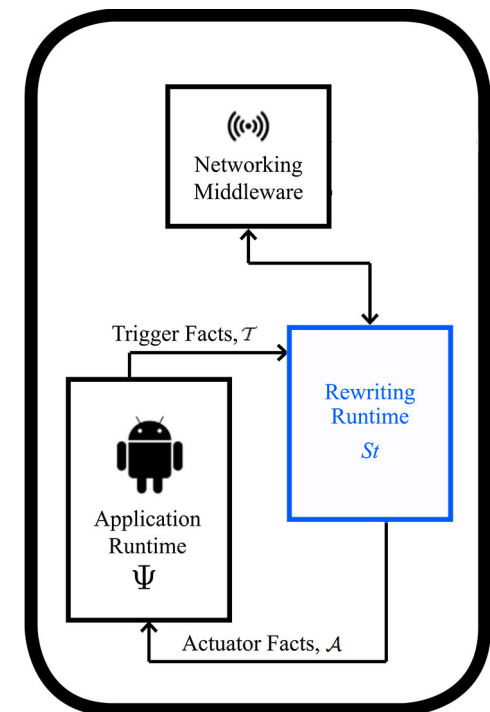 Networking
Middleware
Trigger Facts, 𝒯
Rewriting
Runtime
St
Application
Runtime
Ψ
Actuator Facts, 𝒜